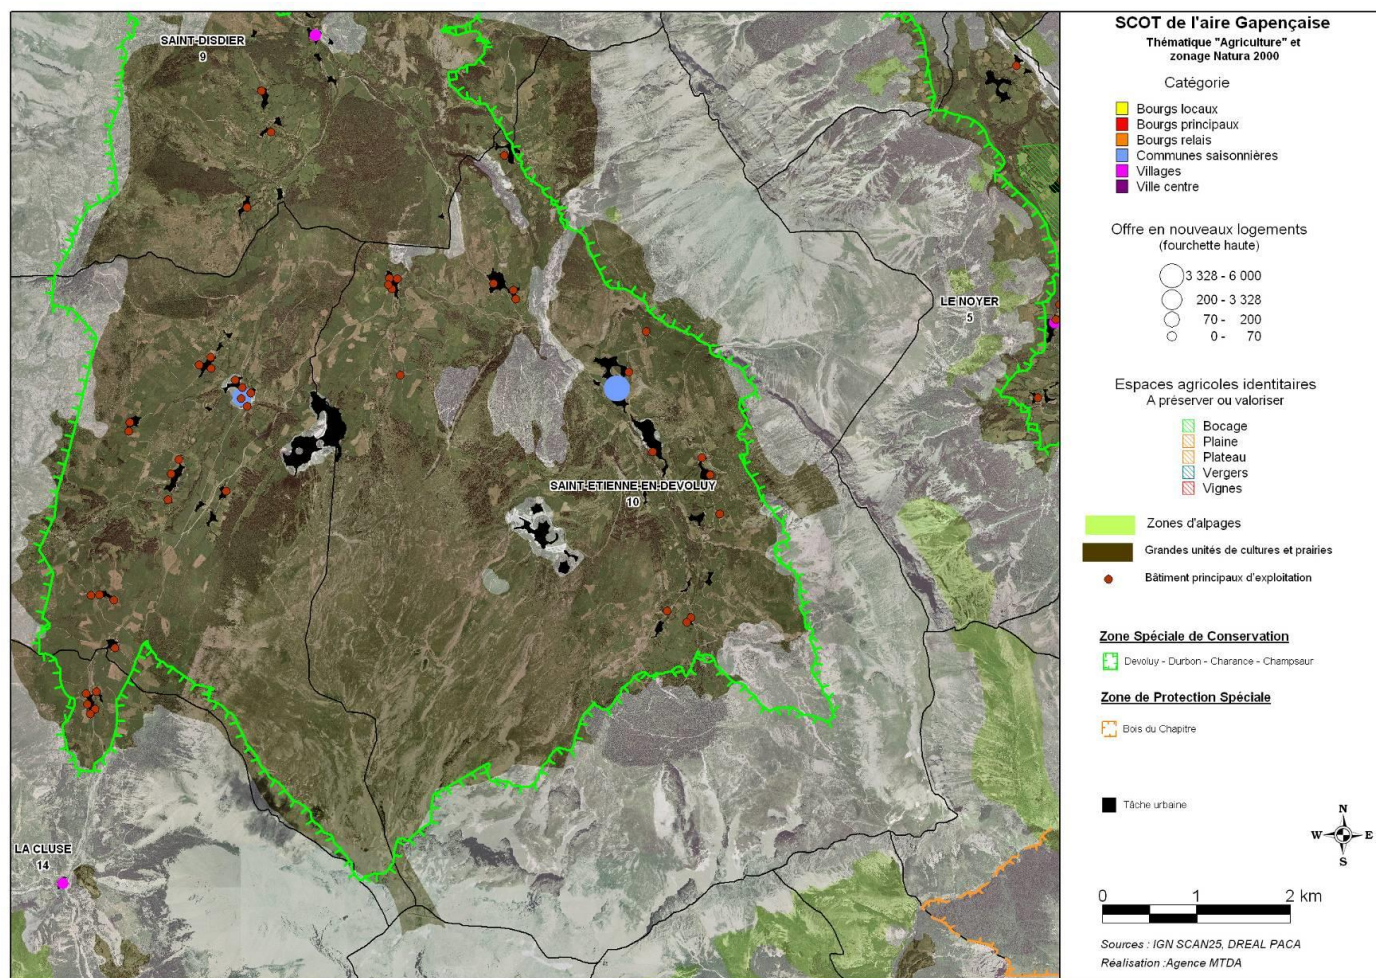 SAINT-DISDIER
9
LE NOYER
5
SAINT-ETIENNE-EN-DEVOLUY
10
LA CLUSE
14
SCOT de l'aire Gapençaise
Thématique "Agriculture" et
zonage Natura 2000
Catégorie
Bourgs locaux
Bourgs principaux
Bourgs relais
Communes saisonnières
Villages
Ville centre
Offre en nouveaux logements
(fourchette haute)
3 328 - 6 000
200 - 3 328
70 - 200
0 - 70
Espaces agricoles identitaires
A préserver ou valoriser
Bocage
Plaine
Plateau
Vergers
Vignes
Zones d'alpages
Grandes unités de cultures et prairies
Bâtiment principaux d'exploitation
Zone Spéciale de Conservation
Devoluy - Durbon - Charance - Champsaur
Zone de Protection Spéciale
Bois du Chapitre
Tâche urbaine
N
W E
S
0 1 2 km
Sources : IGN SCAN25, DREAL PACA
Réalisation :Agence MTDA